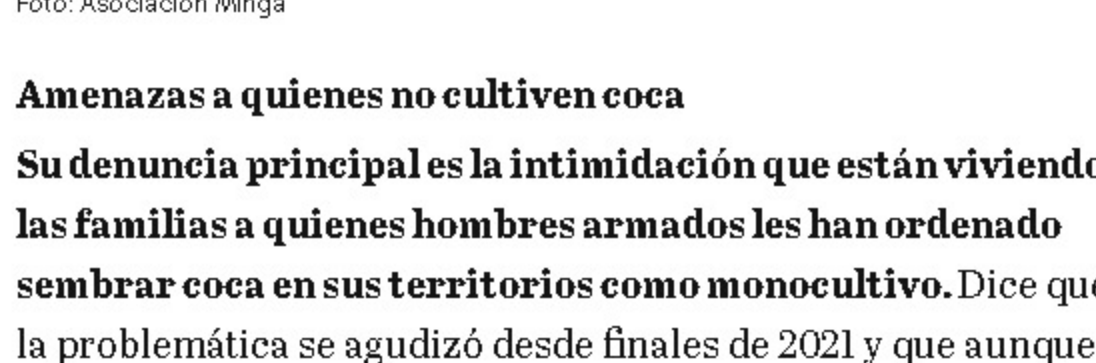 Foto: Asociación Minga
Amenazas a quienes no cultiven coca
Su denuncia principal es la intimidación que están viviendo
las familias a quienes hombres armados les han ordenado
sembrar coca en sus territorios como monocultivo. Dice que
la problemática se agudizó desde finales de 2021 y que aunque